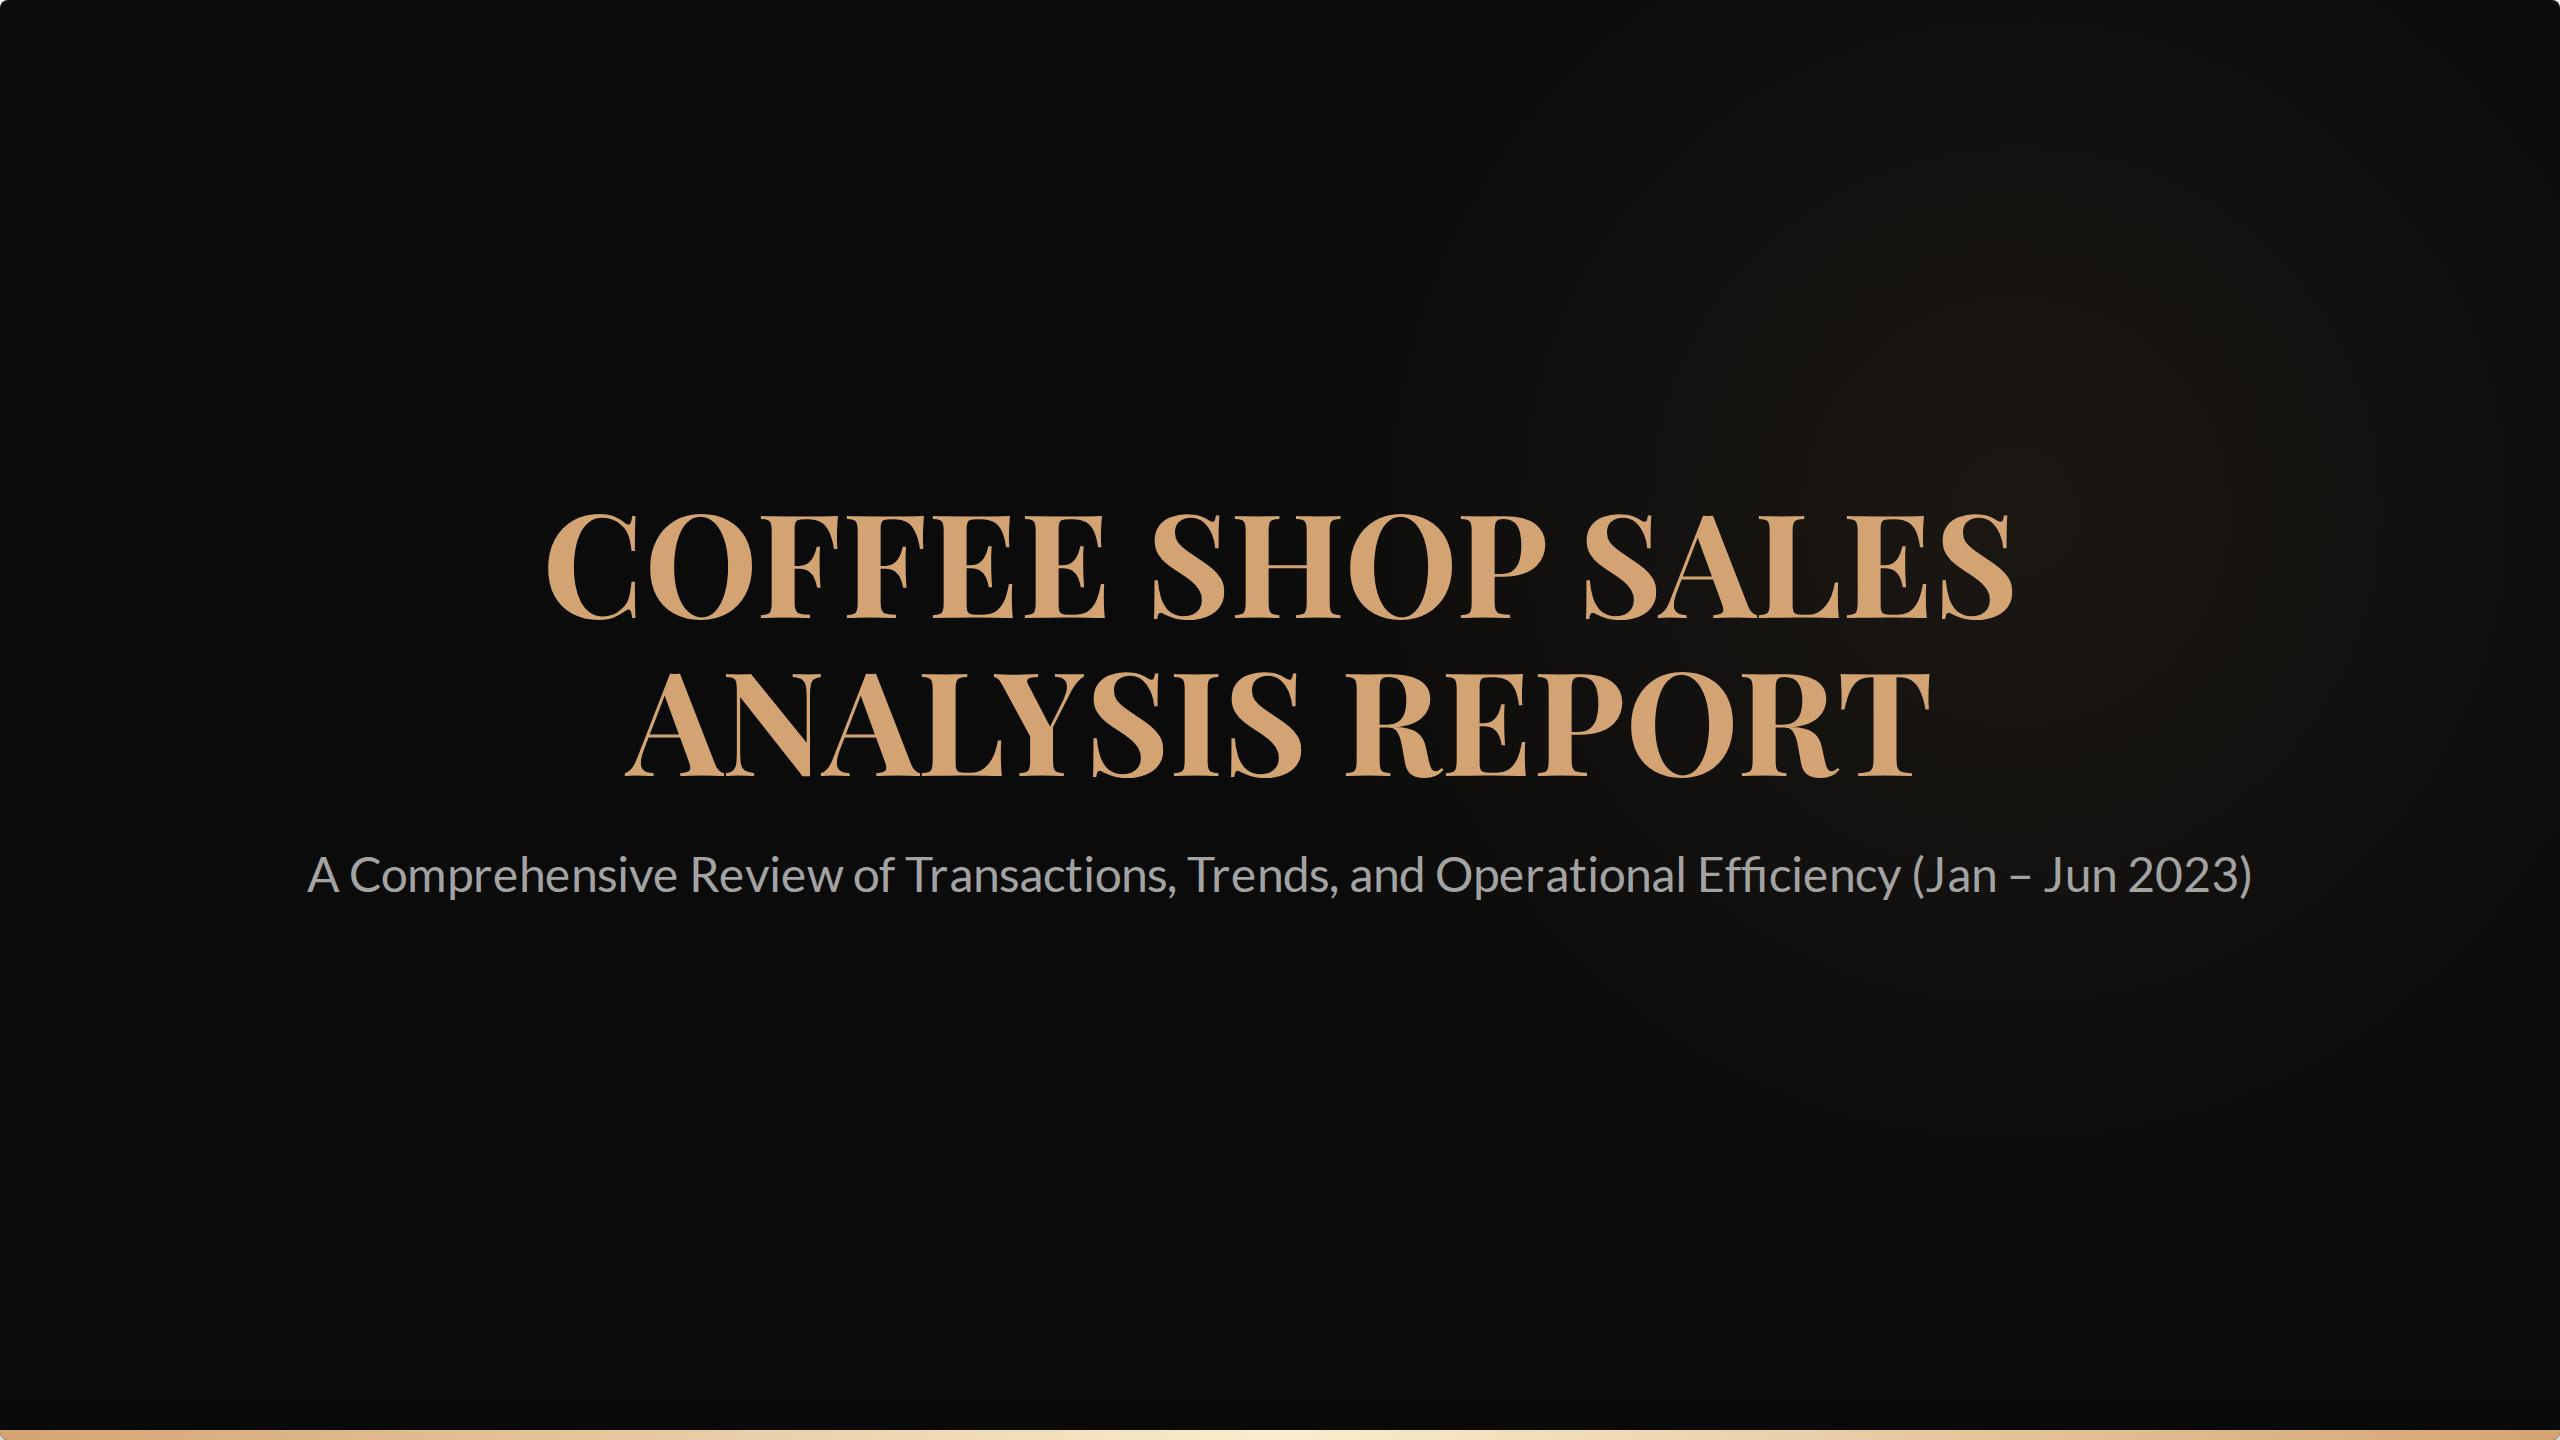 COFFEE SHOP SALES
ANALYSIS REPORT
A Comprehensive Review of Transactions, Trends, and Operational Efficiency (Jan – Jun 2023)